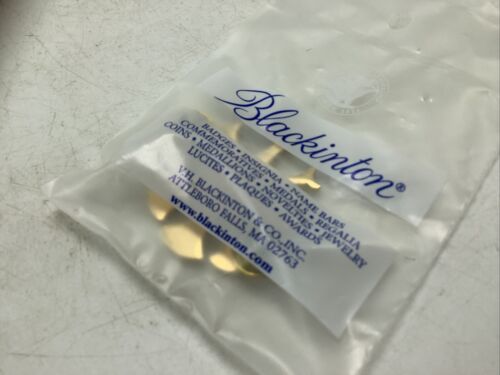 Blackinton®
BADGES • INSIGNIA • NAME BARS
COMMEMORATIVES • MEDALS • REGALIA
COINS • MEDALLIONS • NOVELTIES • JEWELRY
LUCITES • PLAQUES • AWARDS
V.H. BLACKINTON & CO. INC.
ATTLEBORO FALLS, MA 02763
www.blackinton.com